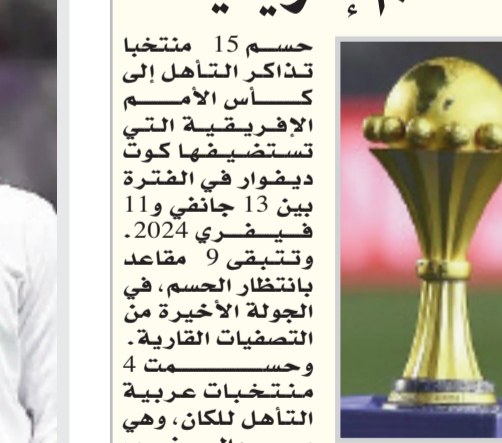 حسم 15 منتخبا
تذاكر التأهل إلى
كأس الأمم
الإفريقية التي
تستضيفها كوت
ديفوار في الفترة
بين 13 جانفي و11
فيفري 2024.
وتتبقى 9 مقاعد
بانتظار الحسم، في
الجولة الأخيرة من
التصفيات القارية.
وحسمت 4
منتخبات عربية
التأهل للكان، وهي